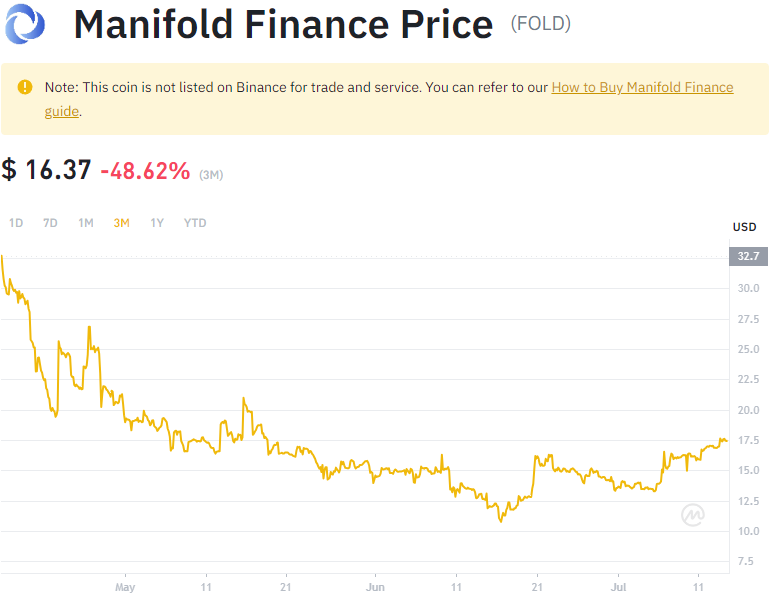 Manifold Finance Price (FOLD)
Note: This coin is not listed on Binance for trade and service. You can refer to our How to Buy Manifold Finance
guide.
$ 16.37 -48.62% (3M)
1D 7D 1M 3M 1Y YTD
USD
32.7
30.0
27.5
25.0
22.5
20.0
17.5
15.0
12.5
10.0
7.5
May 11 21 Jun 11 21 Jul 11